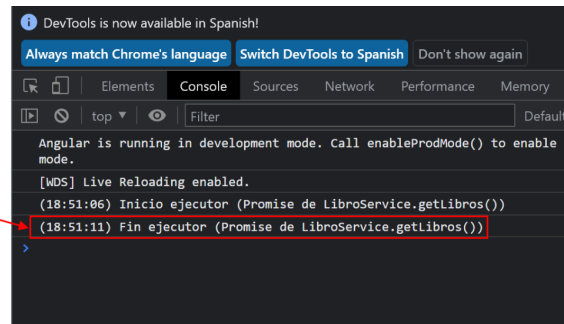 DevTools is now available in Spanish!
Always match Chrome's language Switch DevTools to Spanish Don't show again
Elements Console Sources Network Performance Memory
top Filter
Angular is running in development mode. Call enableProdMode() to enable
mode.
[WDS] Live Reloading enabled.
(18:51:06) Inicio ejecutor (Promise de LibroService.getLibros())
(18:51:11) Fin ejecutor (Promise de LibroService.getLibros())